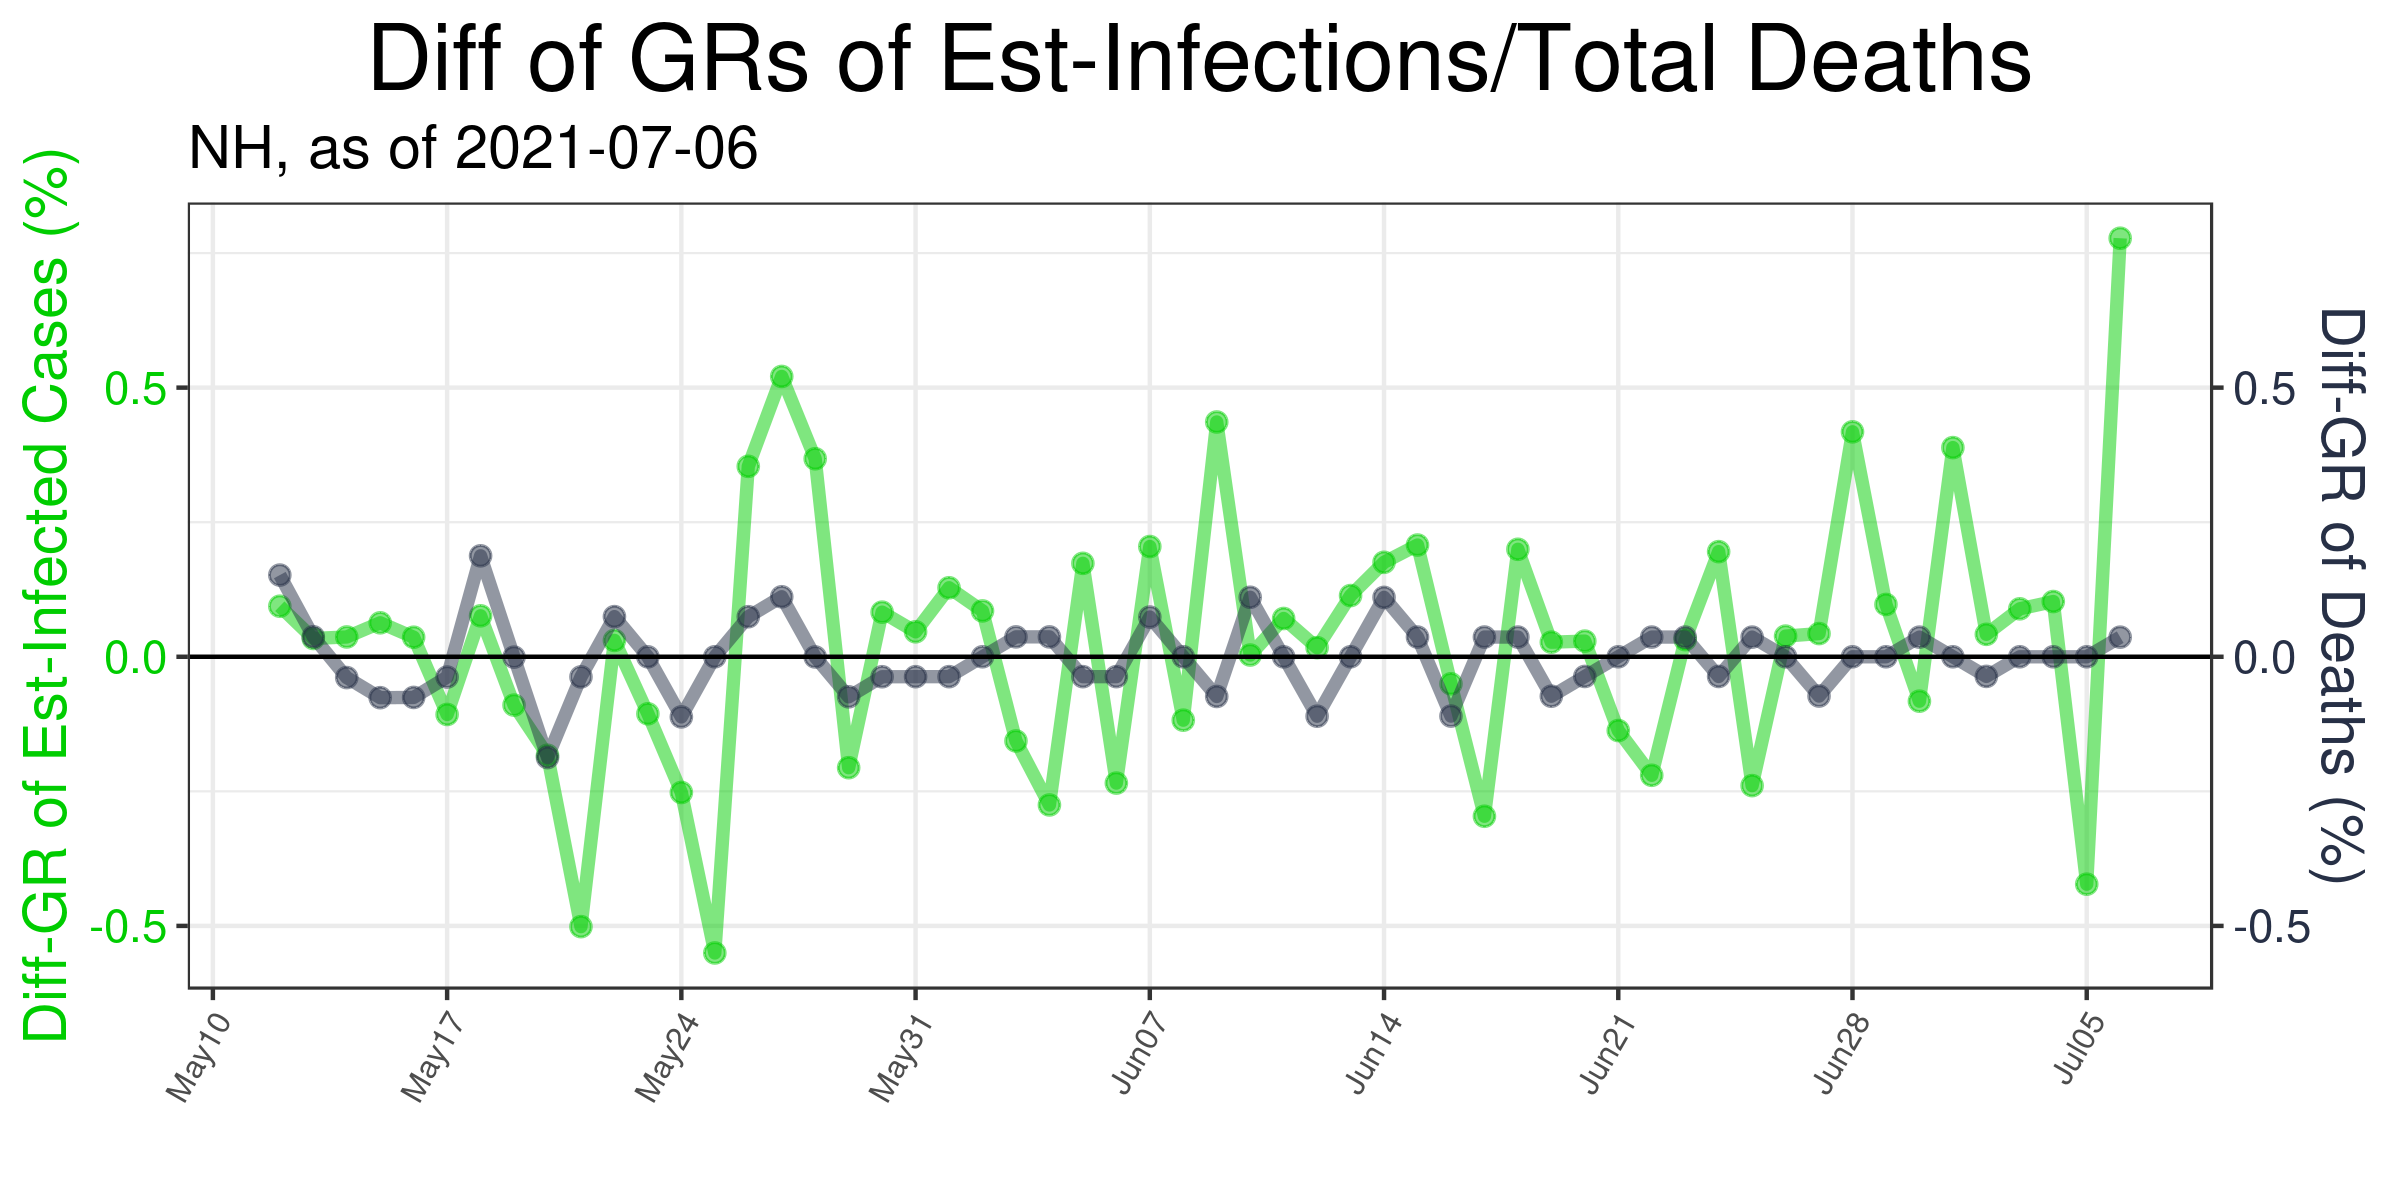 Diff of GRs of Est-Infections/Total Deaths
NH, as of 2021-07-06
Diff-GR of Est-Infected Cases (%)
0.5
0.0
-0.5
0.5
0.0
-0.5
Diff-GR of Deaths (%)
May10
May17
May24
May31
Jun07
Jun14
Jun21
Jun28
Jul05